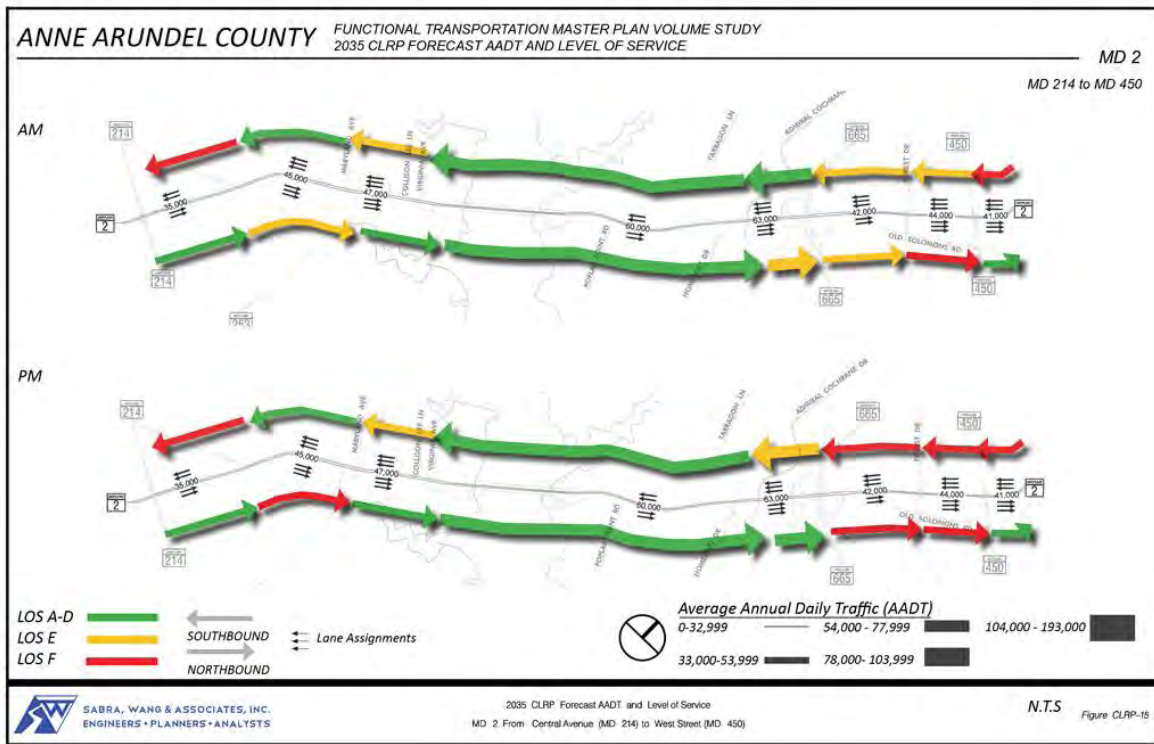 ANNE ARUNDEL COUNTY
FUNCTIONAL TRANSPORTATION MASTER PLAN VOLUME STUDY
2035 CLRP FORECAST AADT AND LEVEL OF SERVICE
MD 2
MD 214 to MD 450
AM
214
MARYLAND AVE
VIRGINIA AVE
TARRAGON LN
ADMIRAL COCHRANE
665
450
2
35,000
45,000
47,000
60,000
63,000
42,000
44,000
41,000
2
OLD SOLOMONS RD
214
665
450
PM
214
MARYLAND AVE
VIRGINIA AVE
TARRAGON LN
ADMIRAL COCHRANE DR
665
FOREST DR
450
2
35,000
45,000
47,000
60,000
63,000
42,000
44,000
41,000
2
OLD SOLOMONS RD
214
665
450
LOS A-D
LOS E
LOS F
SOUTHBOUND
NORTHBOUND
Lane Assignments
Average Annual Daily Traffic (AADT)
0-32,999
54,000 - 77,999
104,000 - 193,000
33,000-53,999
78,000- 103,999
SABRA, WANG & ASSOCIATES, INC.
ENGINEERS • PLANNERS • ANALYSTS
2035 CLRP Forecast AADT and Level of Service
MD 2 From Central Avenue (MD 214) to West Street (MD 450)
N.T.S
Figure CLRP-15